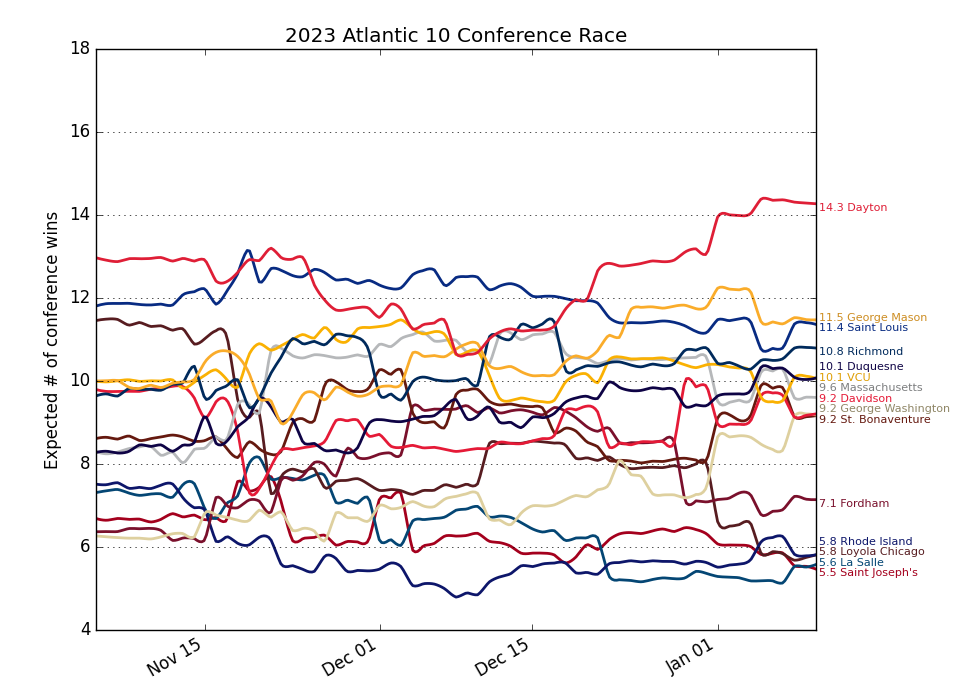 2023 Atlantic 10 Conference Race
Expected # of conference wins
18
16
14
12
10
8
6
4
Nov 15
Dec 01
Dec 15
Jan 01
14.3 Dayton
11.5 George Mason
11.4 Saint Louis
10.8 Richmond
10.1 Duquesne
10.1 VCU
9.6 Massachusetts
9.2 Davidson
9.2 George Washington
9.2 St. Bonaventure
7.1 Fordham
5.8 Rhode Island
5.8 Loyola Chicago
5.6 La Salle
5.5 Saint Joseph's